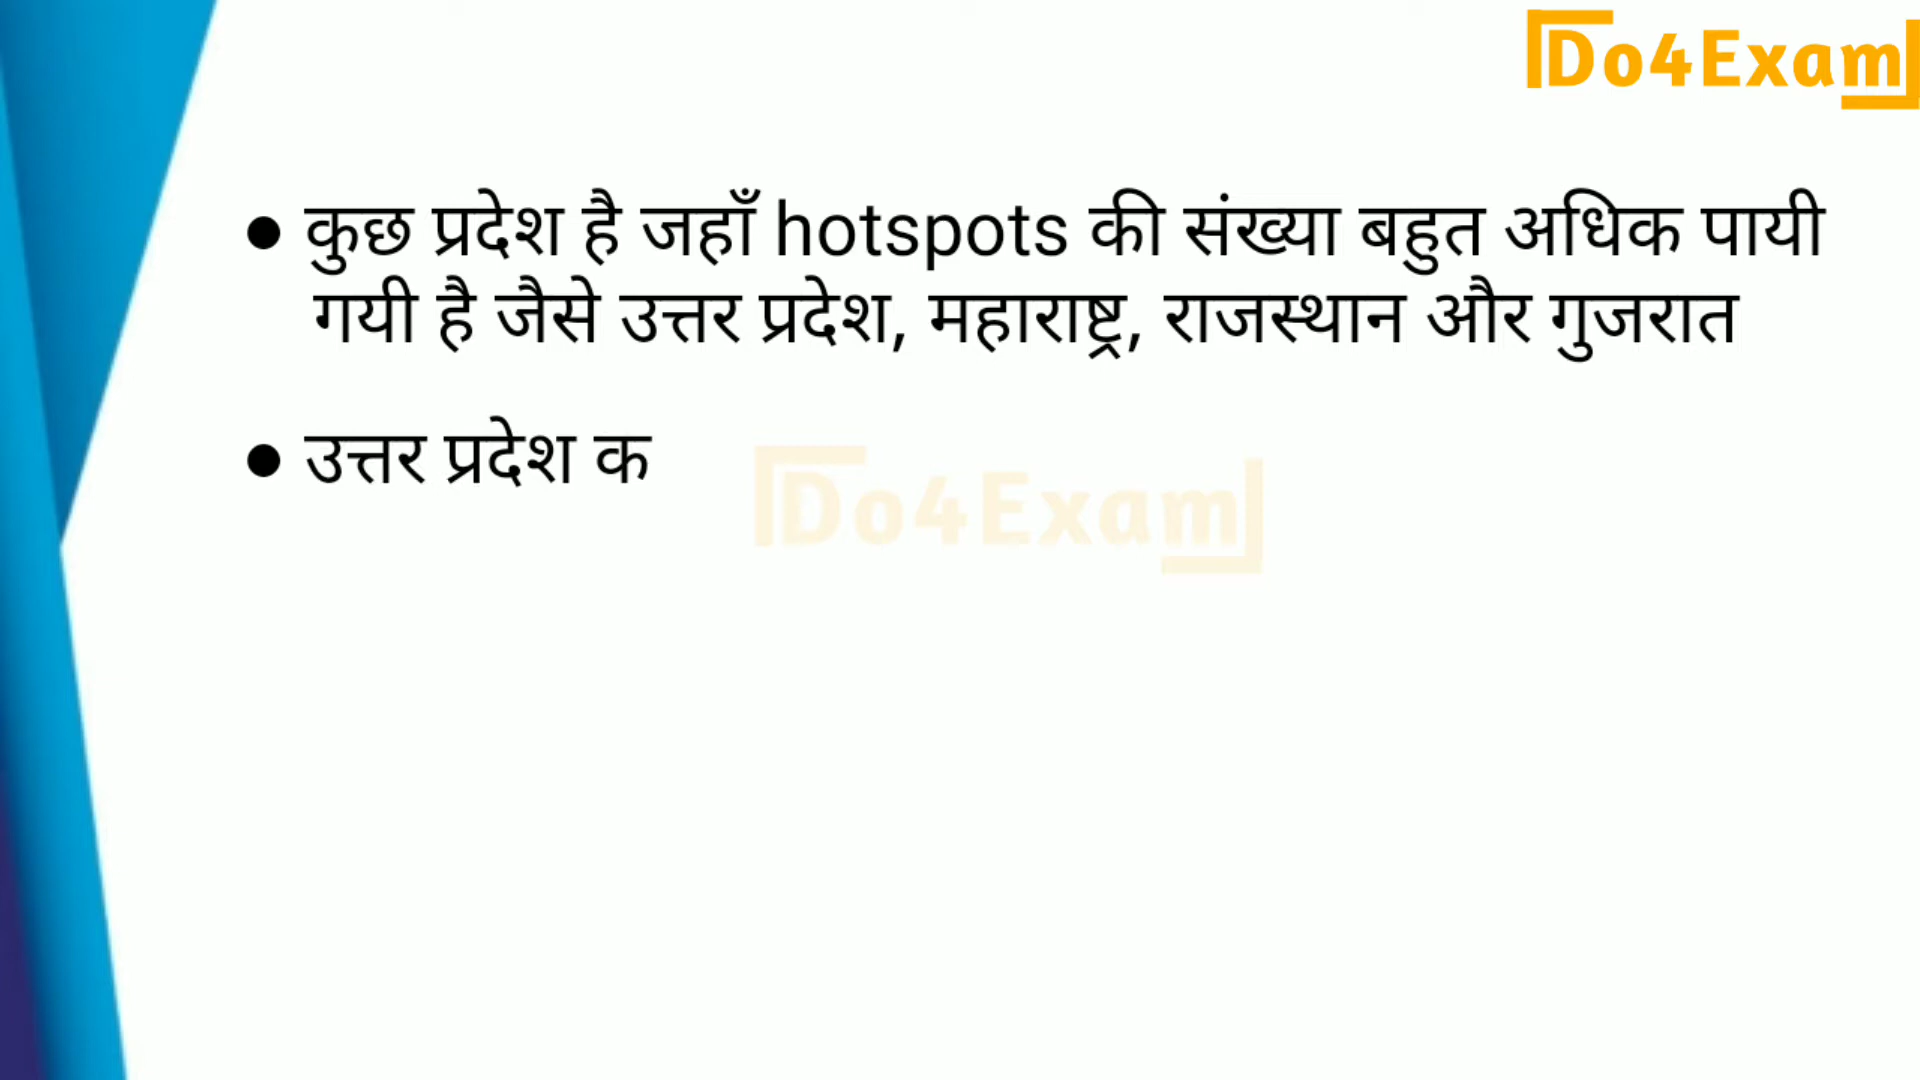 Do4Exam
● कुछ प्रदेश है जहाँ hotspots की संख्या बहुत अधिक पायी
गयी है जैसे उत्तर प्रदेश, महाराष्ट्र, राजस्थान और गुजरात
● उत्तर प्रदेश क
Do4Exam